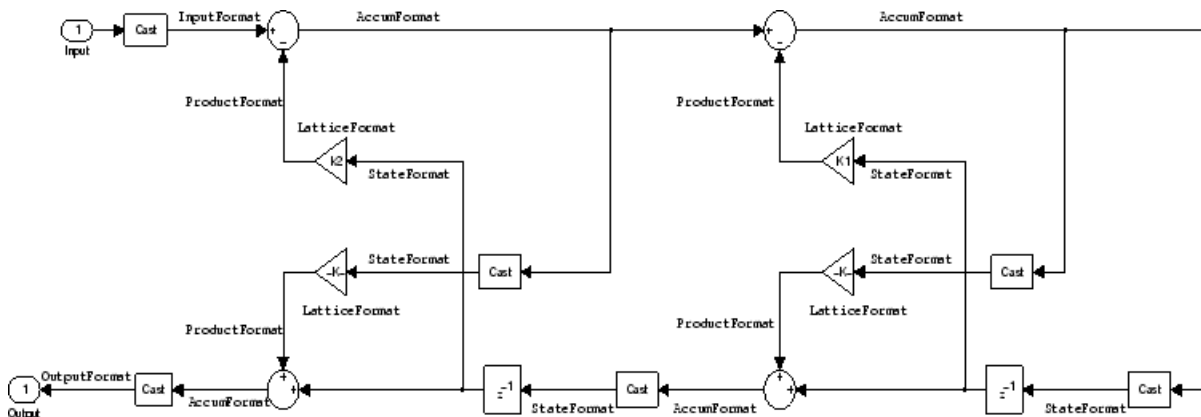 InputFormat
AccumFormat
AccumFormat
1
Input
Cast
+
−
+
−
ProductFormat
ProductFormat
LatticeFormat
LatticeFormat
k2
K1
StateFormat
StateFormat
StateFormat
StateFormat
-K-
Cast
-K-
Cast
LatticeFormat
LatticeFormat
ProductFormat
ProductFormat
OutputFormat
1
Output
Cast
AccumFormat
+
+
z⁻¹
StateFormat
Cast
AccumFormat
+
+
z⁻¹
StateFormat
Cast